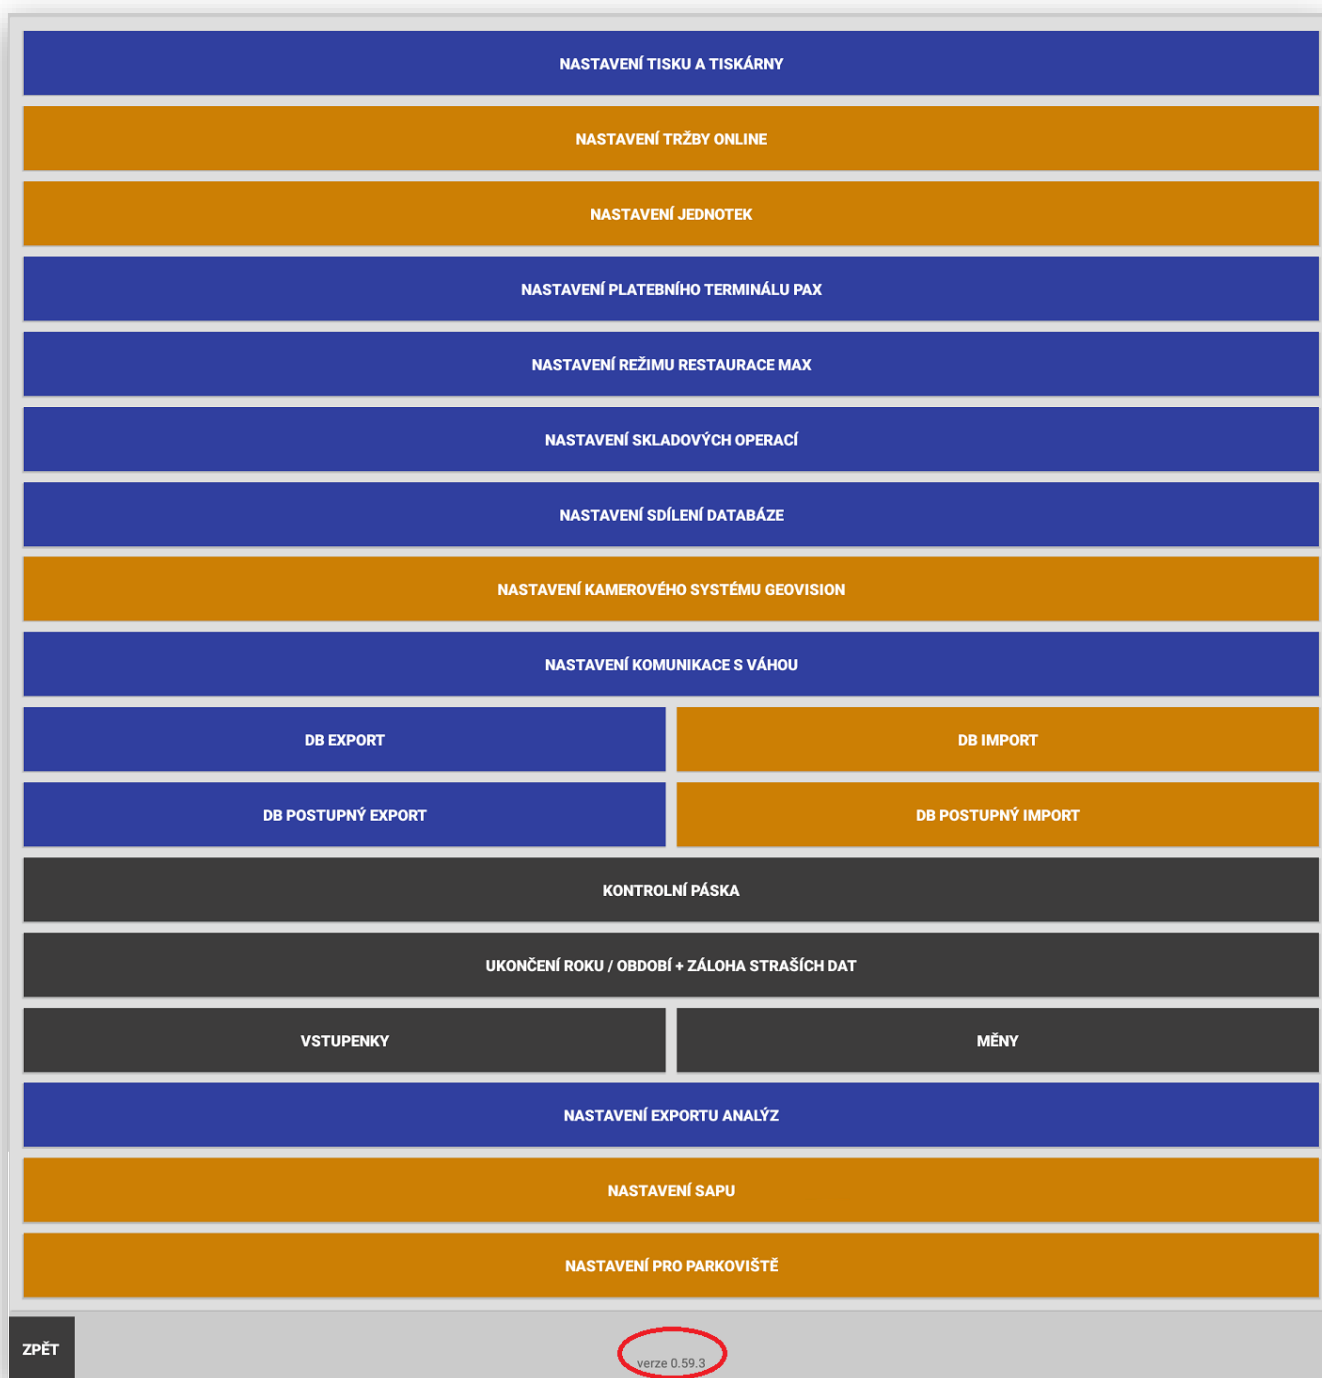 NASTAVENÍ TISKU A TISKÁRNY
NASTAVENÍ TRŽBY ONLINE
NASTAVENÍ JEDNOTEK
NASTAVENÍ PLATEBNÍHO TERMINÁLU PAX
NASTAVENÍ REŽIMU RESTAURACE MAX
NASTAVENÍ SKLADOVÝCH OPERACÍ
NASTAVENÍ SDÍLENÍ DATABÁZE
NASTAVENÍ KAMEROVÉHO SYSTÉMU GEOVISION
NASTAVENÍ KOMUNIKACE S VÁHOU
DB EXPORT
DB IMPORT
DB POSTUPNÝ EXPORT
DB POSTUPNÝ IMPORT
KONTROLNÍ PÁSKA
UKONČENÍ ROKU / OBDOBÍ + ZÁLOHA STRAŠÍCH DAT
VSTUPENKY
MĚNY
NASTAVENÍ EXPORTU ANALÝZ
NASTAVENÍ SAPU
NASTAVENÍ PRO PARKOVIŠTĚ
ZPĚT
verze 0.59.3